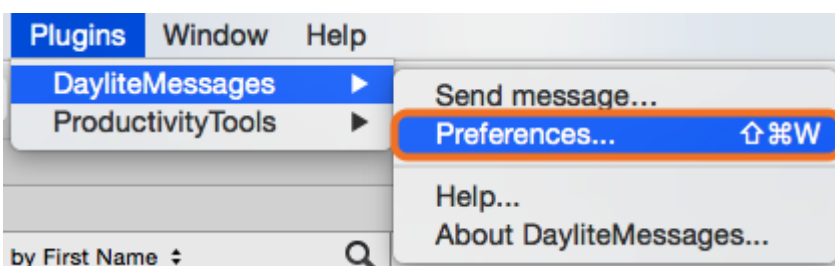 Plugins Window Help
DayliteMessages ▶
ProductivityTools ▶
Send message...
Preferences... ⇧⌘W
Help...
About DayliteMessages...
by First Name